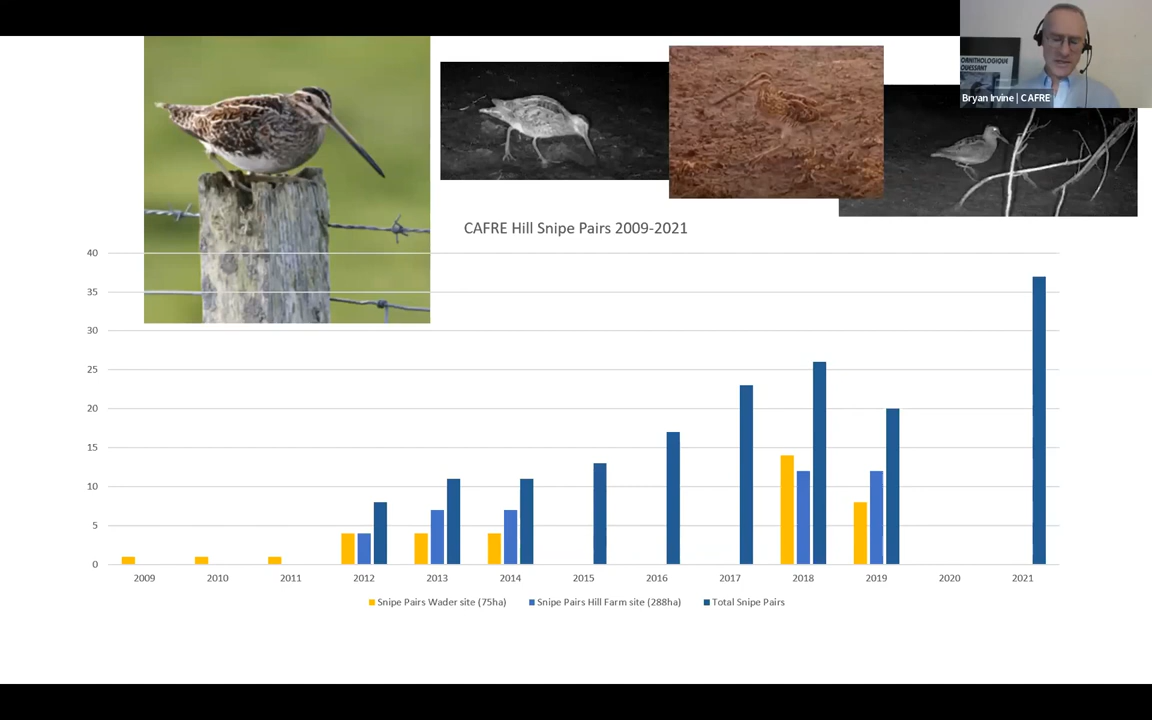 ORNITHOLOGIQUE
OUESSANT
Bryan Irvine | CAFRE
CAFRE Hill Snipe Pairs 2009-2021
40
35
30
25
20
15
10
5
0
2009 2010 2011 2012 2013 2014 2015 2016 2017 2018 2019 2020 2021
Snipe Pairs Wader site (75ha) Snipe Pairs Hill Farm site (288ha) Total Snipe Pairs